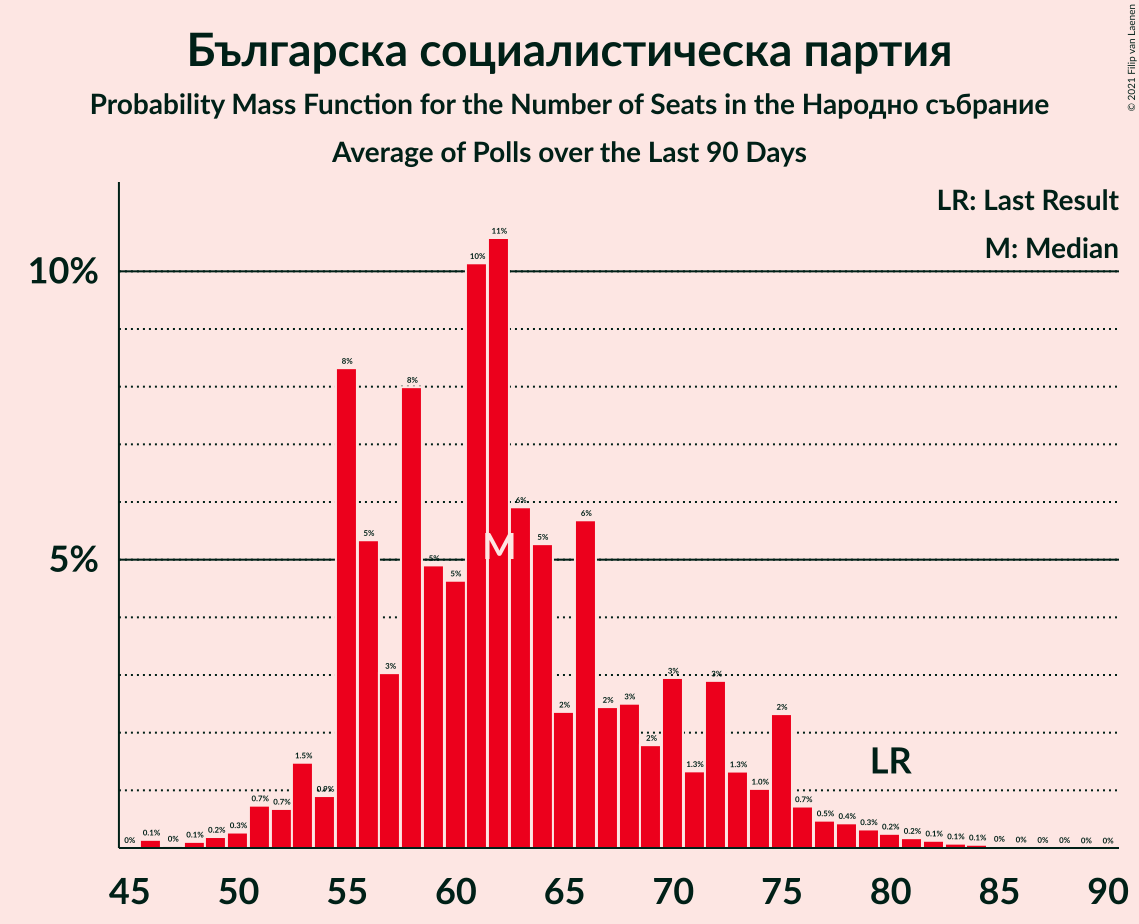 Българска социалистическа партия
Probability Mass Function for the Number of Seats in the Народно събрание
Average of Polls over the Last 90 Days
© 2021 Filip van Laenen
LR: Last Result
M: Median
10%
5%
0% 0.1% 0% 0.1% 0.2% 0.3% 0.7% 0.7% 1.5% 0.9% 8% 5% 3% 8% 5% 5% 10% 11% 6% 5% 2% 6% 2% 3% 2% 3% 1.3% 3% 1.3% 1.0% 2% 0.7% 0.5% 0.4% 0.3% 0.2% 0.2% 0.1% 0.1% 0.1% 0% 0% 0% 0% 0% 0%
M
LR
45 50 55 60 65 70 75 80 85 90